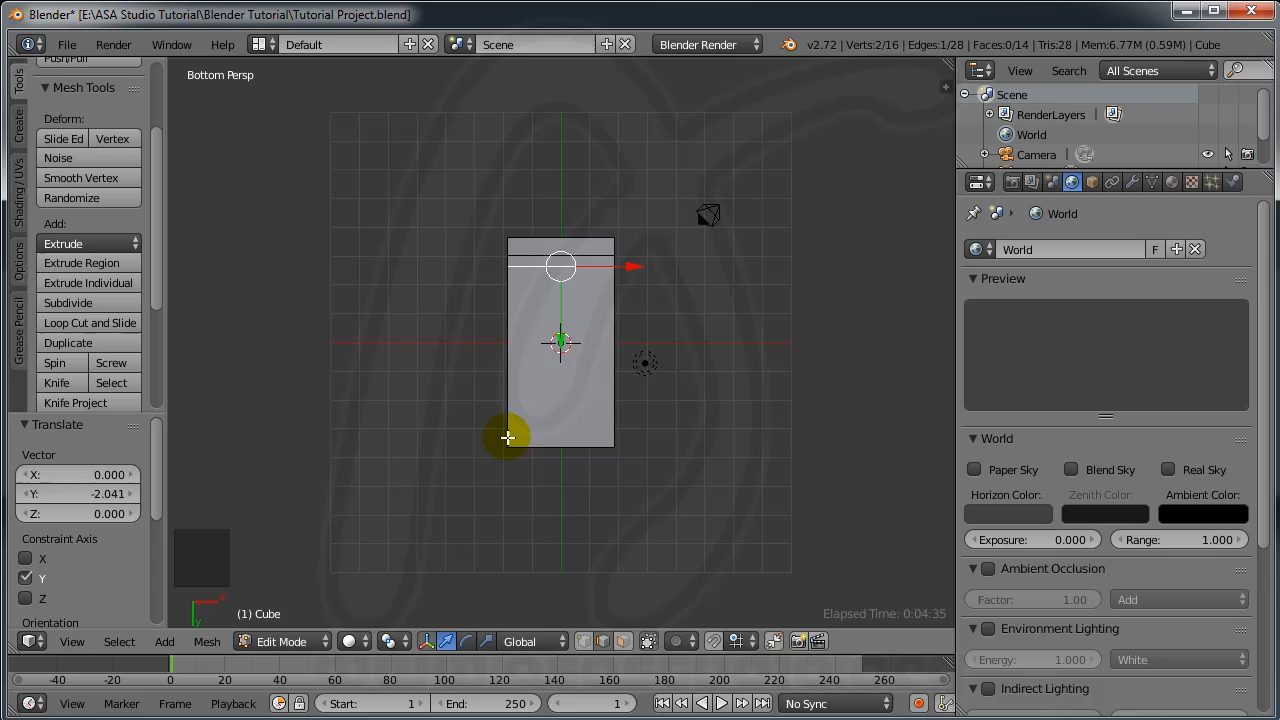 Blender* [E:\ASA Studio Tutorial\Blender Tutorial\Tutorial Project.blend]
File Render Window Help Default Scene Blender Render v2.72 | Verts:2/16 | Edges:1/28 | Faces:0/14 | Tris:28 | Mem:6.77M (0.59M) | Cube
Push/Pull
Mesh Tools
Deform:
Slide Ed Vertex
Noise
Smooth Vertex
Randomize
Add:
Extrude
Extrude Region
Extrude Individual
Subdivide
Loop Cut and Slide
Duplicate
Spin Screw
Knife Select
Knife Project
Translate
Vector
X: 0.000
Y: -2.041
Z: 0.000
Constraint Axis
X
Y
Z
Orientation
Tools
Create
Shading / UVs
Options
Grease Pencil
Bottom Persp
x
y
(1) Cube
Elapsed Time: 0:04:35
View Select Add Mesh Edit Mode Global
-40 -20 0 20 40 60 80 100 120 140 160 180 200 220 240 260
View Marker Frame Playback Start: 1 End: 250 1 No Sync
View Search All Scenes
Scene
RenderLayers
World
Camera
World
World F
Preview
World
Paper Sky Blend Sky Real Sky
Horizon Color: Zenith Color: Ambient Color:
Exposure: 0.000 Range: 1.000
Ambient Occlusion
Factor: 1.00 Add
Environment Lighting
Energy: 1.000 White
Indirect Lighting